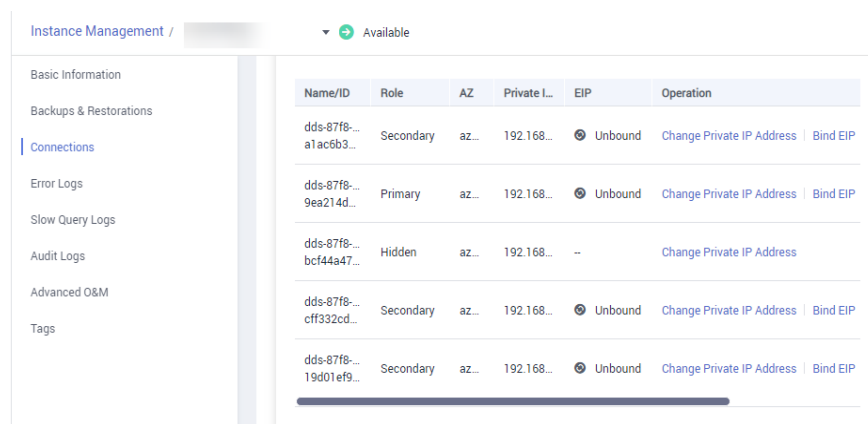 Instance Management /
Available
Basic Information
Backups & Restorations
Connections
Error Logs
Slow Query Logs
Audit Logs
Advanced O&M
Tags
Name/ID Role AZ Private I... EIP Operation
dds-87f8-...
a1ac6b3... Secondary az... 192.168... Unbound Change Private IP Address Bind EIP
dds-87f8-...
9ea214d... Primary az... 192.168... Unbound Change Private IP Address Bind EIP
dds-87f8-...
bcf44a47... Hidden az... 192.168... -- Change Private IP Address
dds-87f8-...
cff332cd... Secondary az... 192.168... Unbound Change Private IP Address Bind EIP
dds-87f8-...
19d01ef9... Secondary az... 192.168... Unbound Change Private IP Address Bind EIP